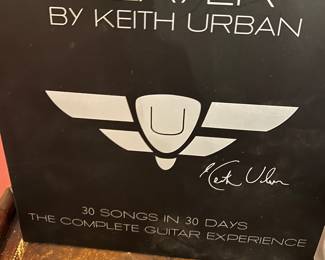 BY KEITH URBAN
U
Keith Urban
30 SONGS IN 30 DAYS
THE COMPLETE GUITAR EXPERIENCE